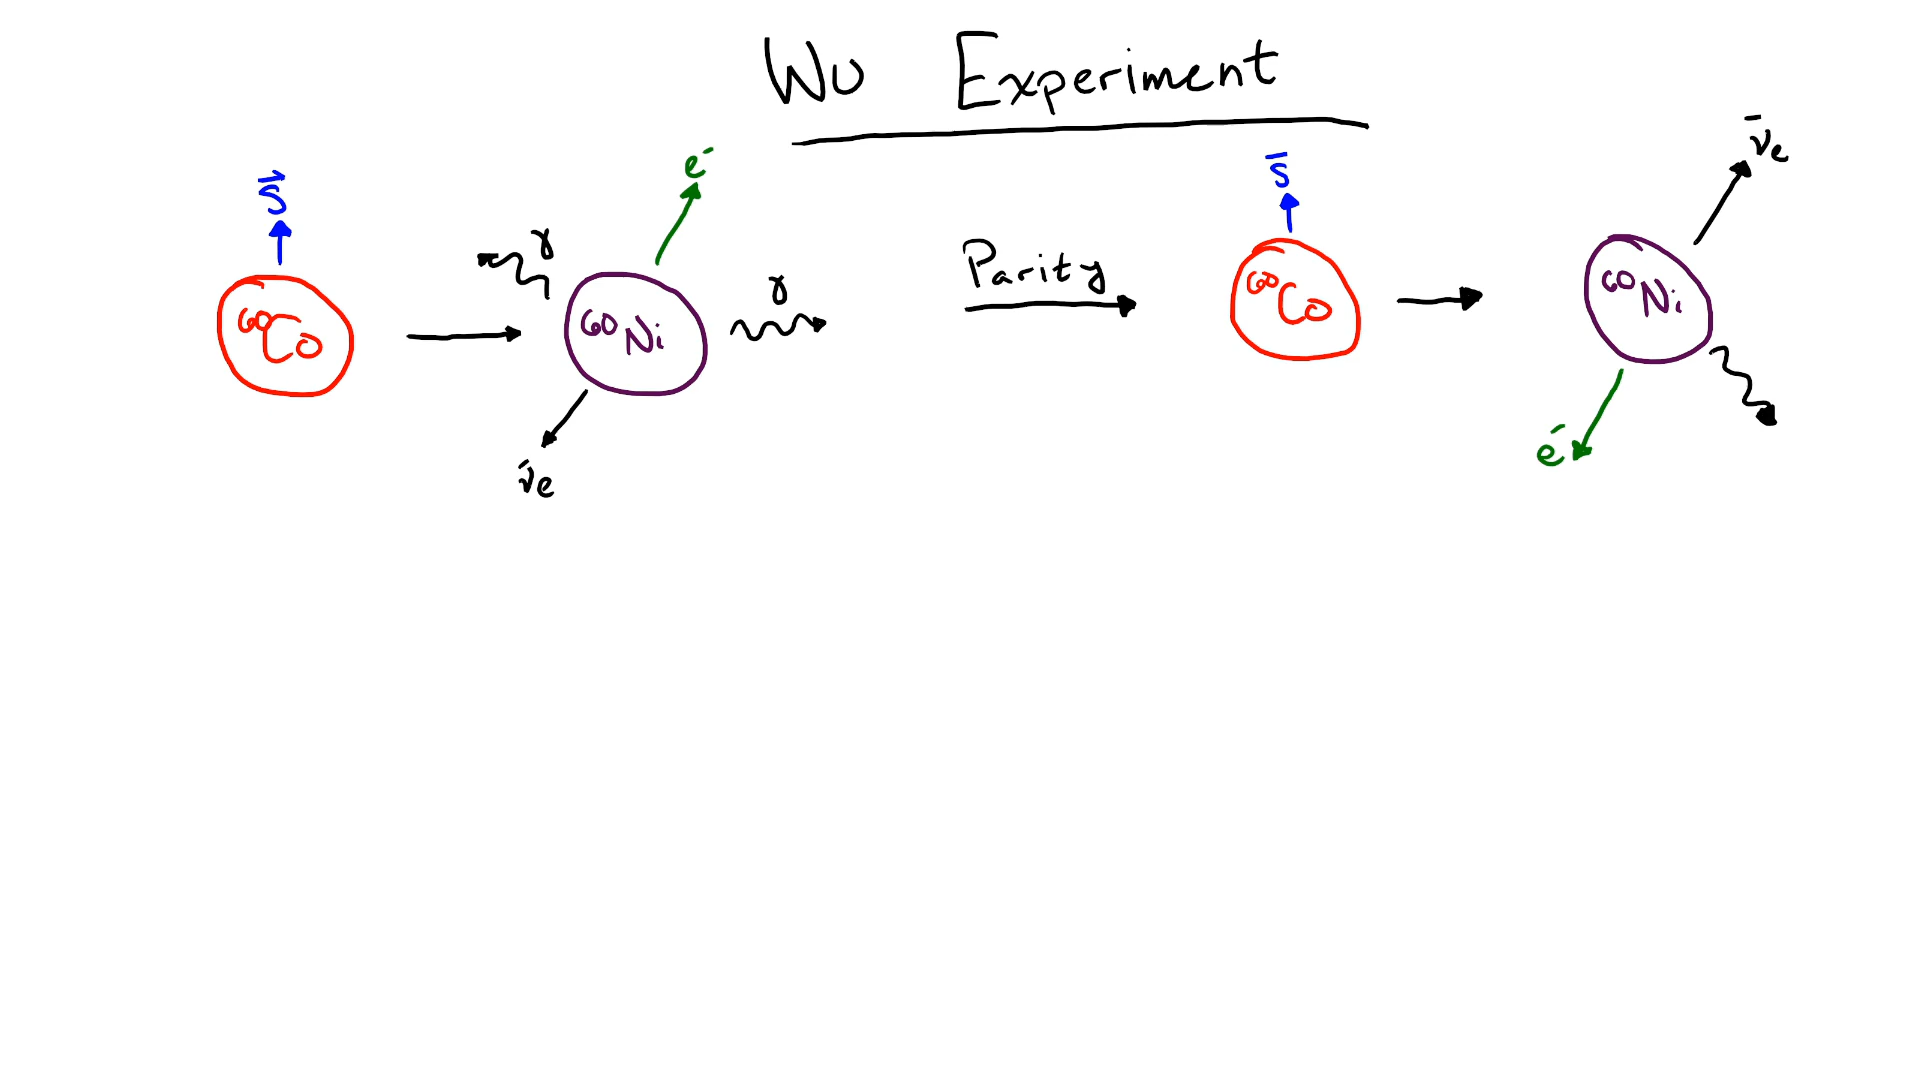 Wu Experiment
s⃗
⁶⁰Co
γ
e⁻
⁶⁰Ni
γ
ν̄e
Parity
s̄
⁶⁰Co
ν̄e
⁶⁰Ni
e⁻